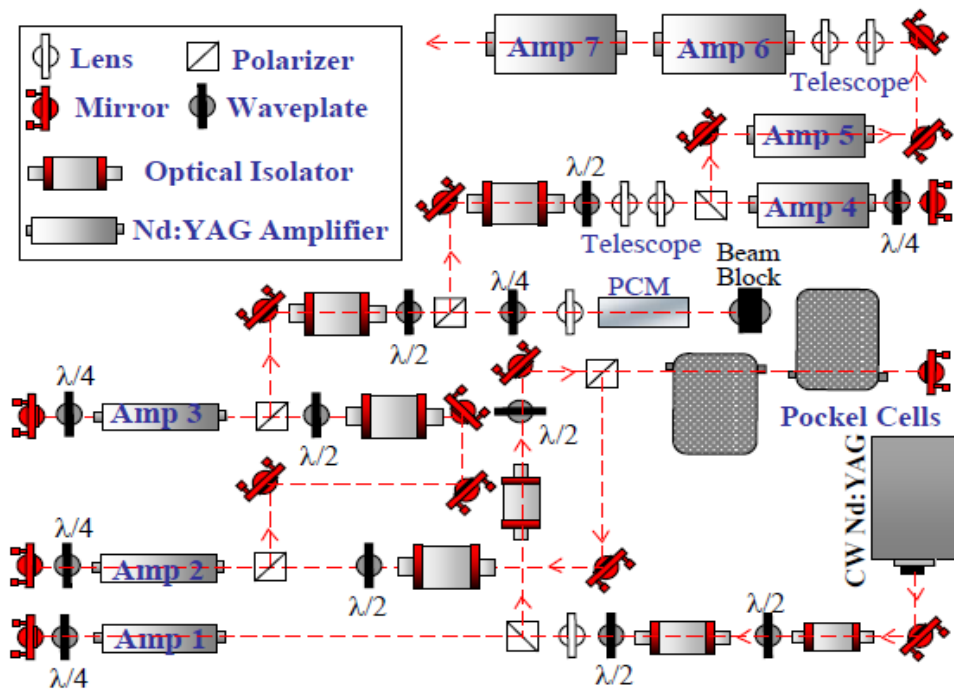 Lens
Polarizer
Mirror
Waveplate
Optical Isolator
Nd:YAG Amplifier
Amp 7
Amp 6
Telescope
Amp 5
λ/2
Amp 4
Telescope
λ/4
Beam
Block
PCM
λ/4
λ/2
λ/4
Amp 3
λ/2
λ/2
Pockel Cells
CW Nd:YAG
λ/4
Amp 2
λ/2
Amp 1
λ/4
λ/2
λ/2